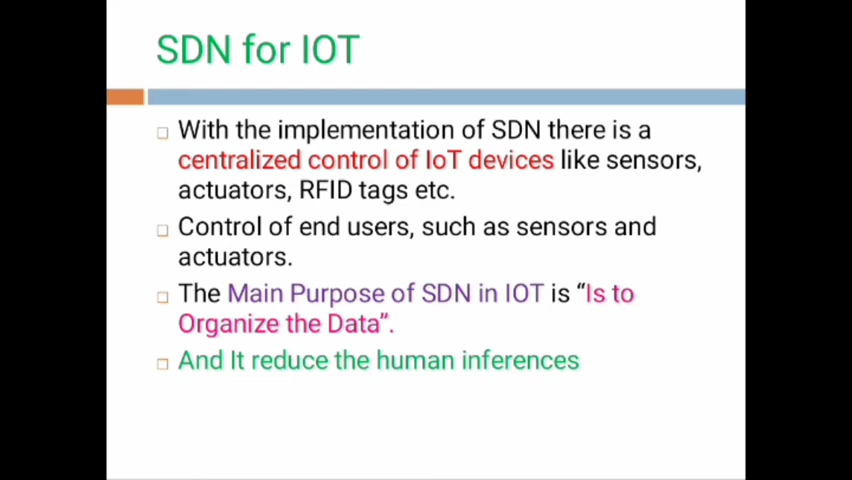 SDN for IOT
With the implementation of SDN there is a
centralized control of IoT devices like sensors,
actuators, RFID tags etc.
Control of end users, such as sensors and
actuators.
The Main Purpose of SDN in IOT is “Is to
Organize the Data”.
And It reduce the human inferences